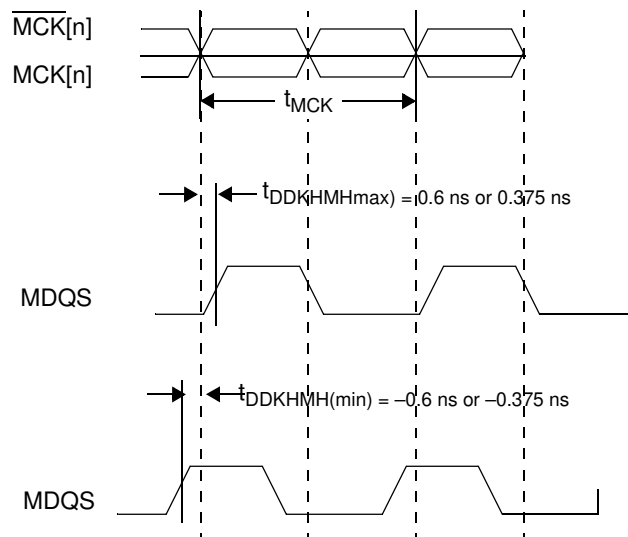 MCK[n]
MCK[n]
tMCK
tDDKHMHmax) = 0.6 ns or 0.375 ns
MDQS
tDDKHMH(min) = –0.6 ns or –0.375 ns
MDQS